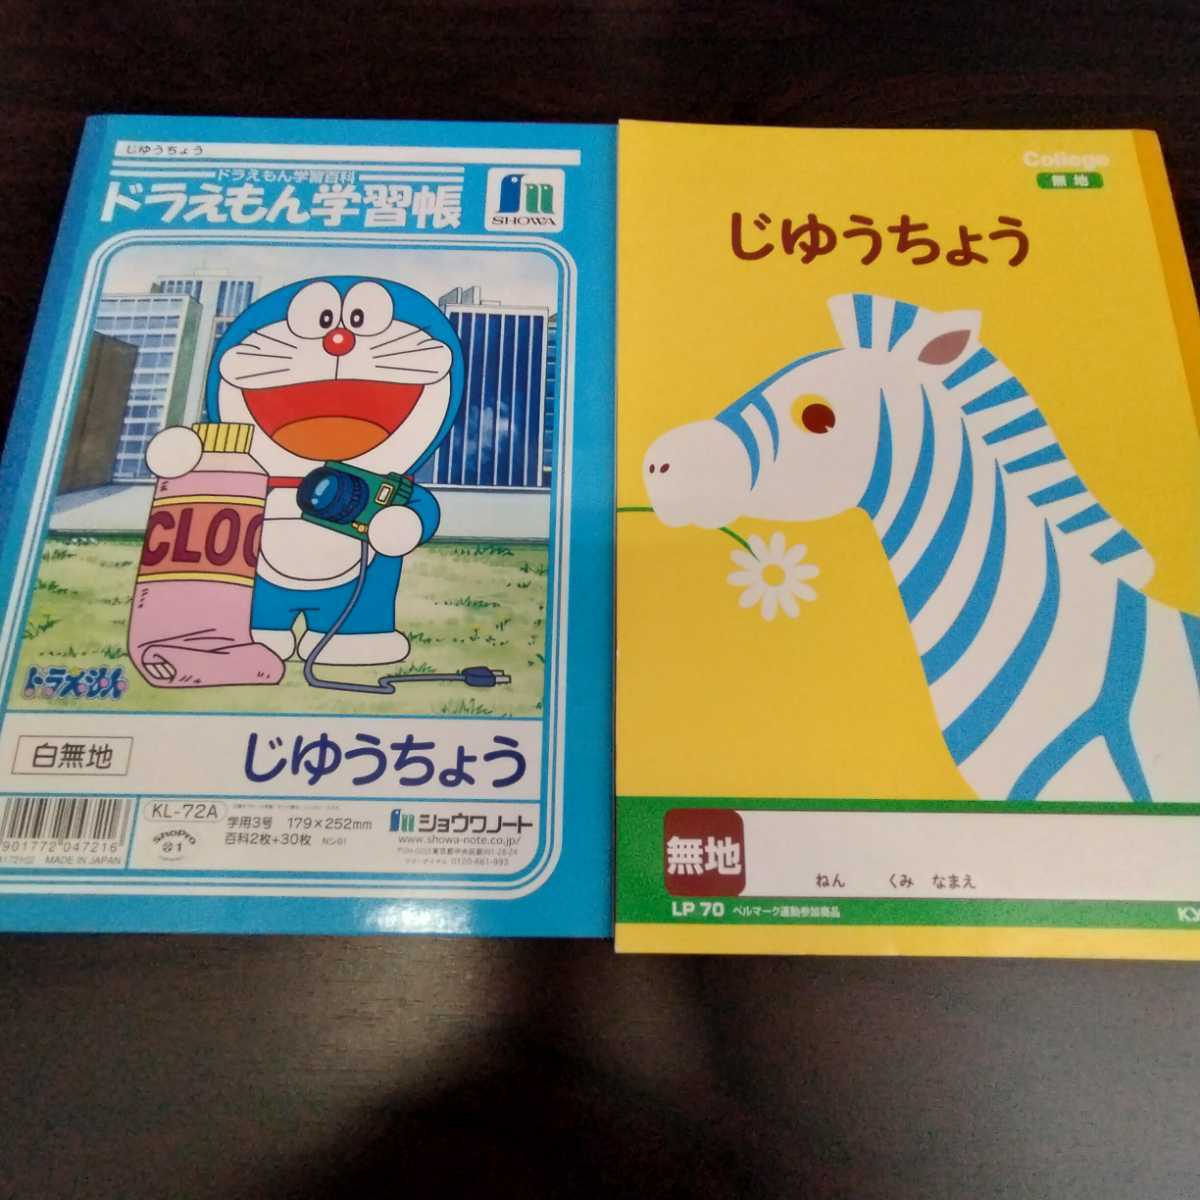 じゆうちょう
ドラえもん学習百科
ドラえもん学習帳
SHOWA
CLOC
ドラえもん
白無地
じゆうちょう
KL-72A
学用3号 179×252mm
百科2枚+30枚
ショウワノート
www.showa-note.co.jp/
901772 047216
MADE IN JAPAN
ShoPro
College
無地
じゆうちょう
無地
ねん くみ なまえ
LP 70 ベルマーク運動参加商品